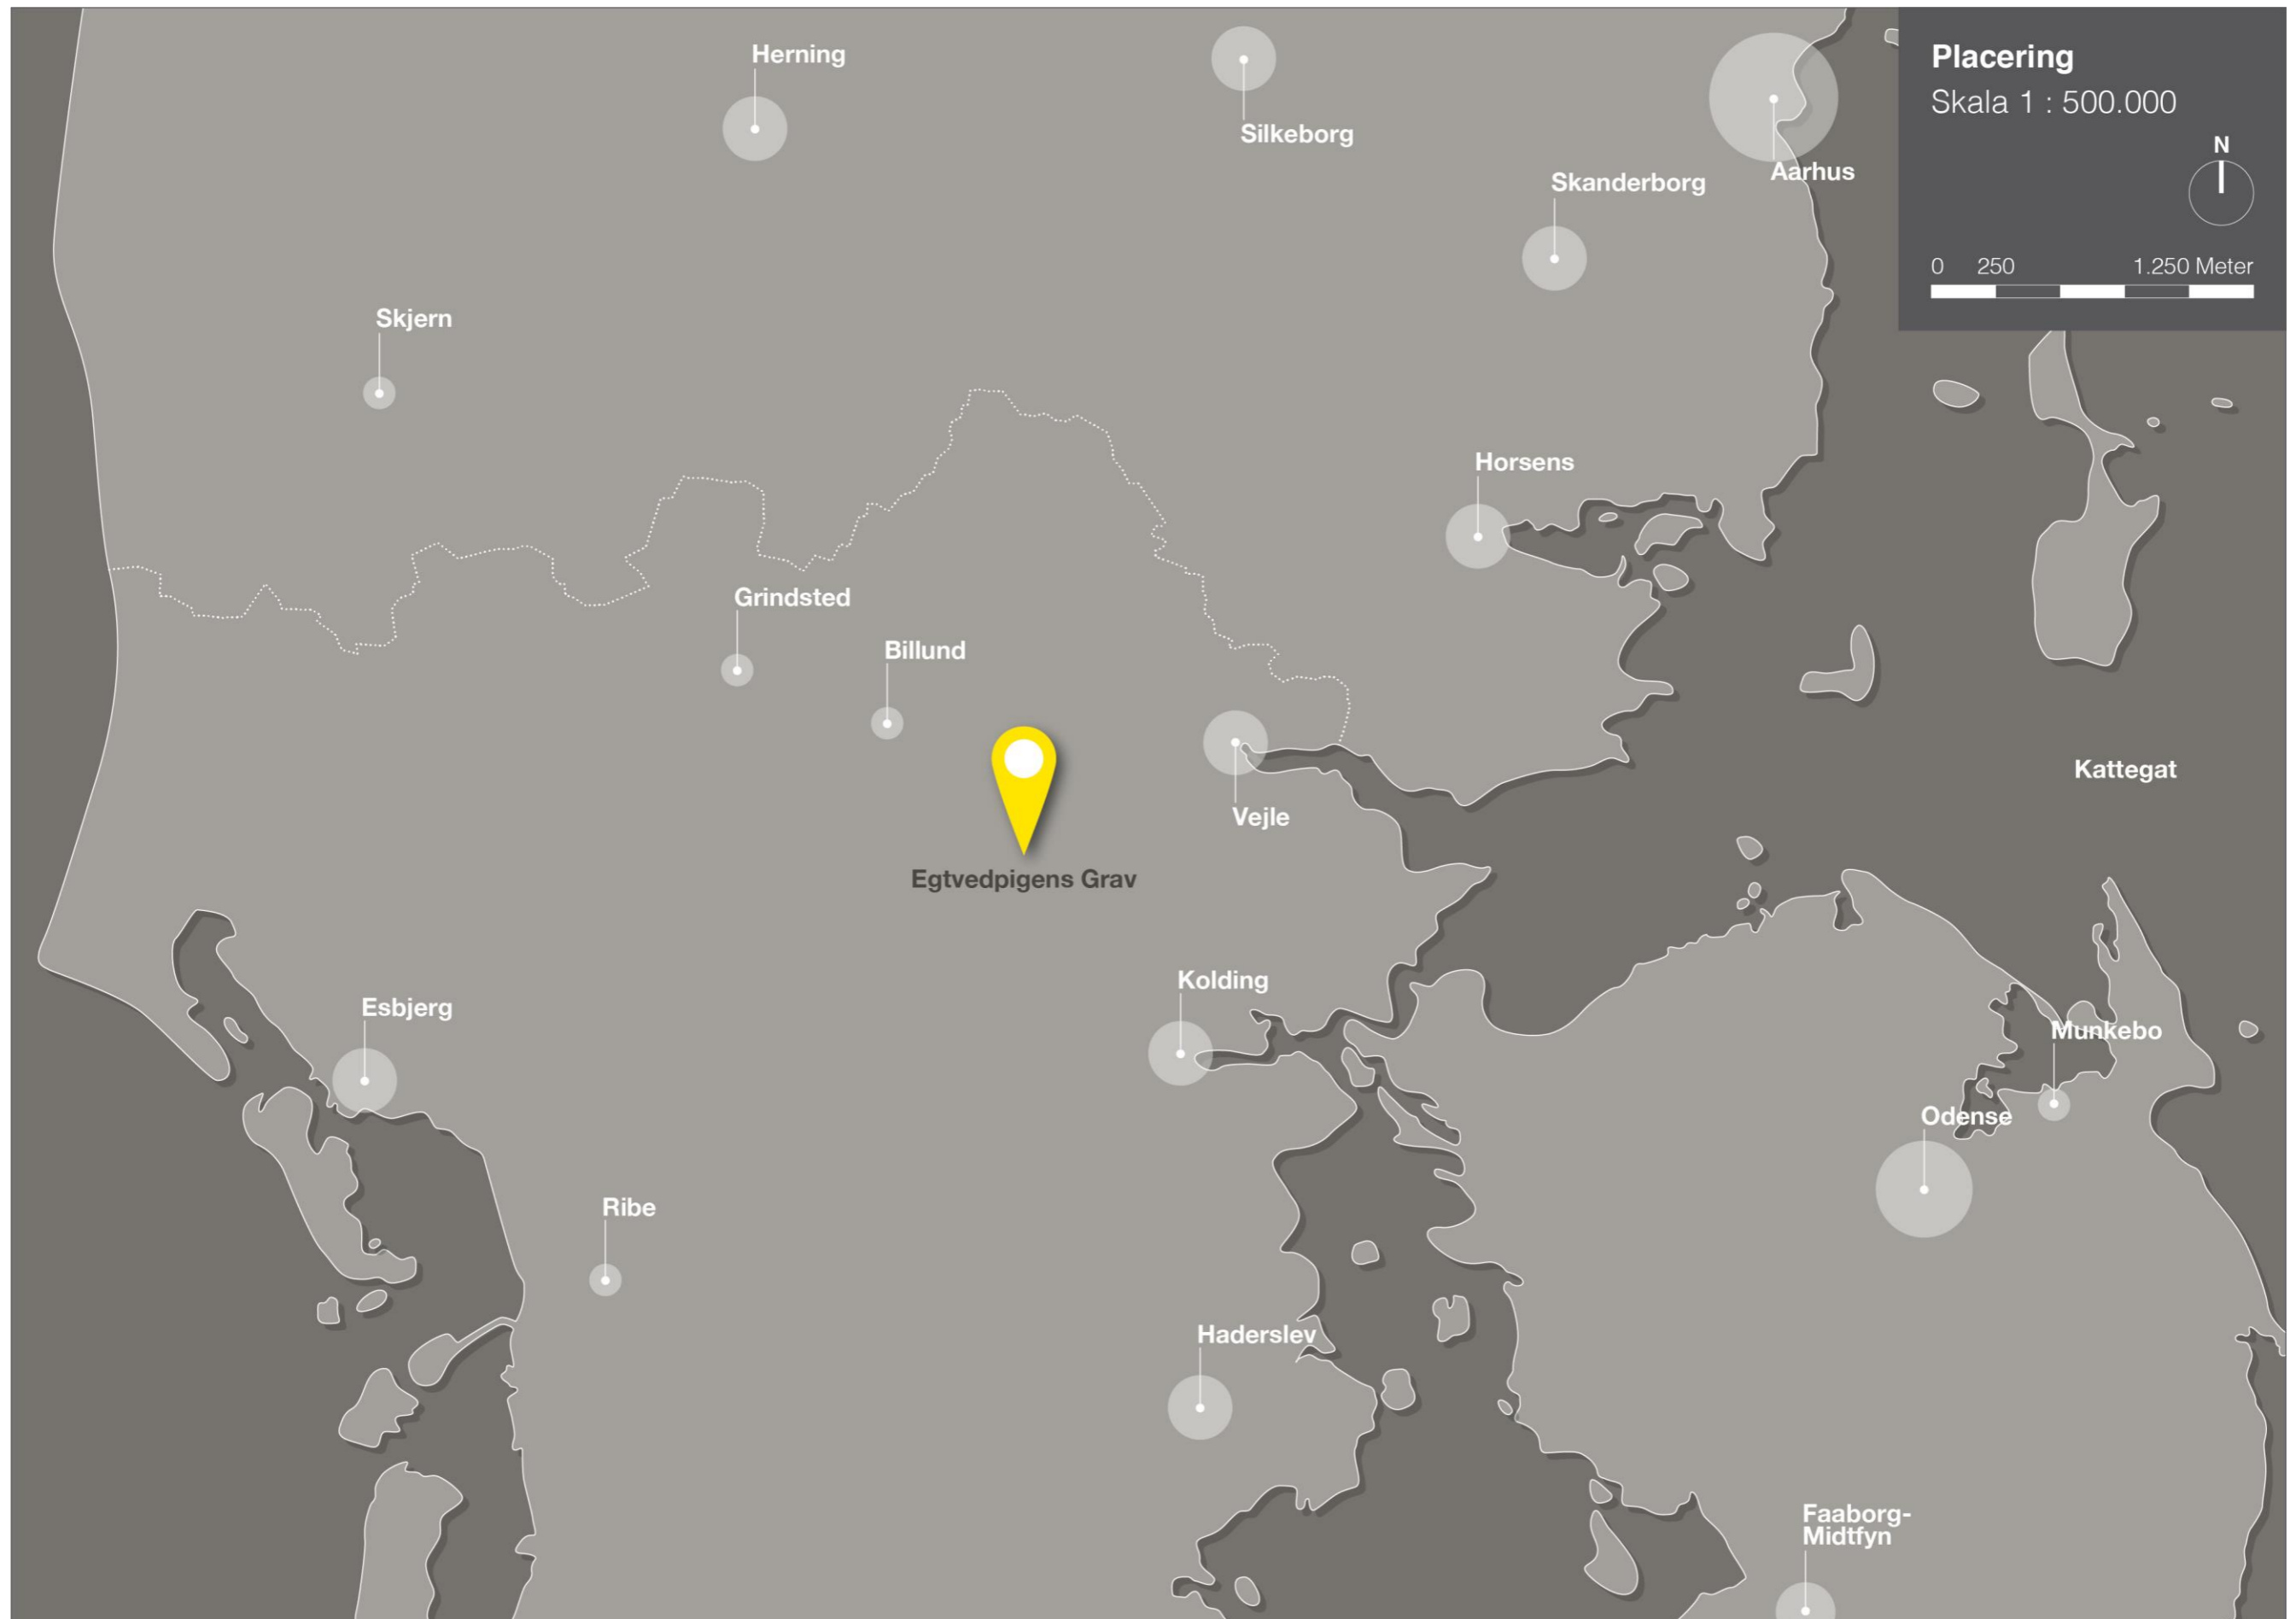 Herning
Silkeborg
Aarhus
Skanderborg
Placering
Skala 1 : 500.000
N
0 250 1.250 Meter
Skjern
Horsens
Grindsted
Billund
Vejle
Kattegat
Egtvedpigens Grav
Kolding
Esbjerg
Munkebo
Odense
Ribe
Haderslev
Faaborg-
Midtfyn